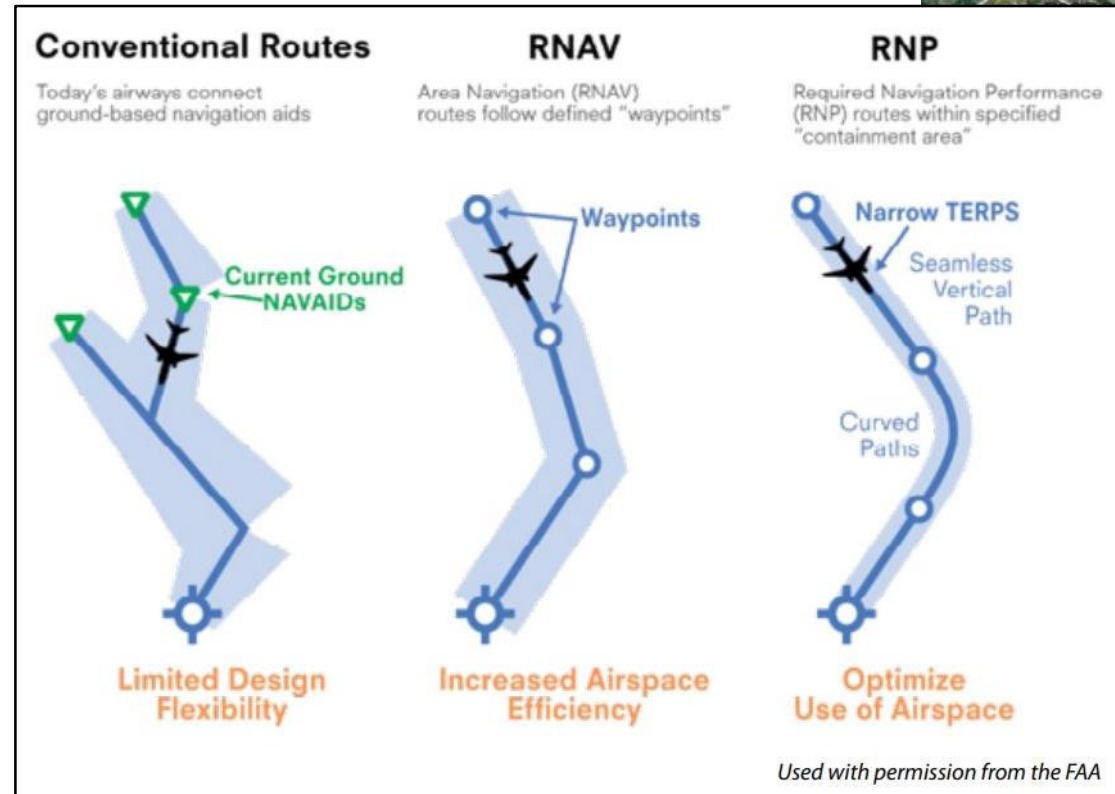 Conventional Routes
Today's airways connect
ground-based navigation aids
Current Ground
NAVAIDs
Limited Design
Flexibility
RNAV
Area Navigation (RNAV)
routes follow defined "waypoints"
Waypoints
Increased Airspace
Efficiency
RNP
Required Navigation Performance
(RNP) routes within specified
"containment area"
Narrow TERPS
Seamless
Vertical
Path
Curved
Paths
Optimize
Use of Airspace
Used with permission from the FAA